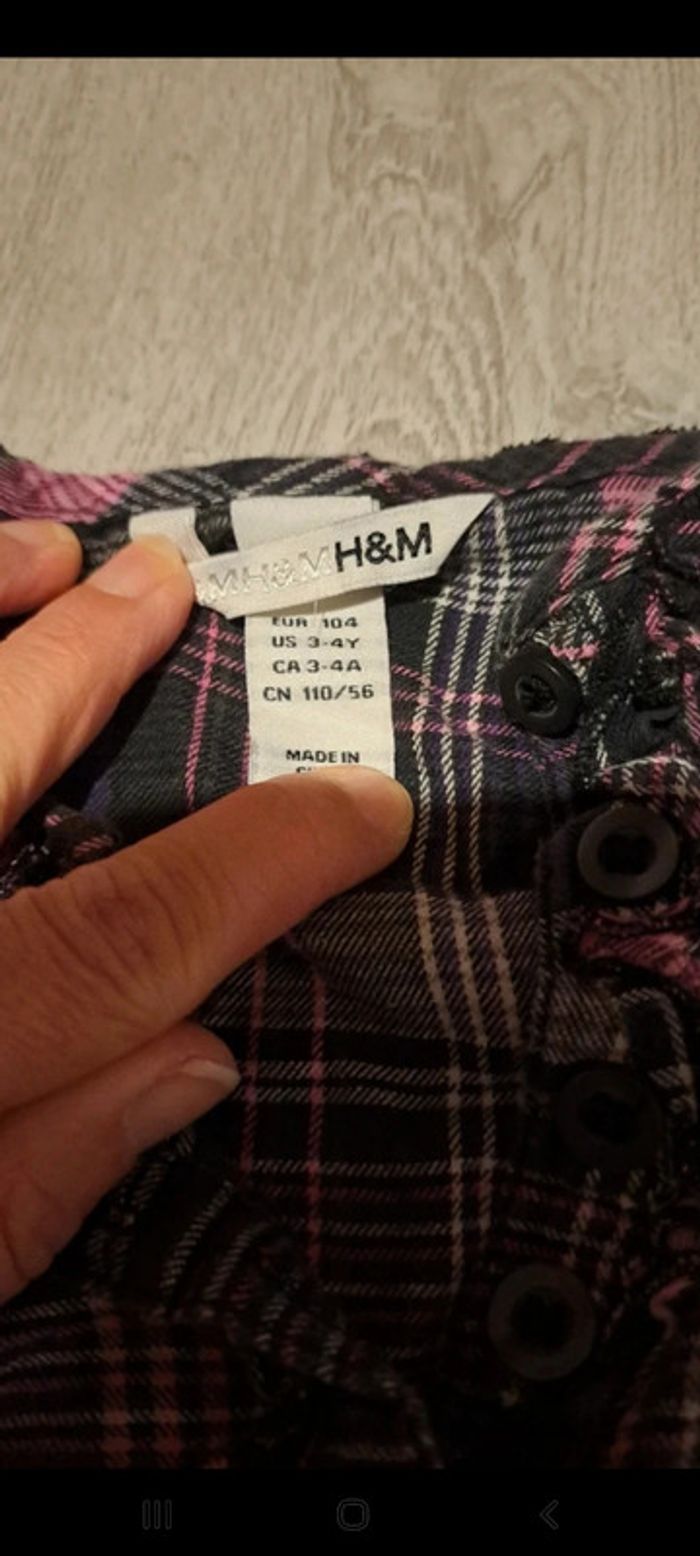 H&M H&M
EUR 104
US 3-4Y
CA 3-4A
CN 110/56
MADE IN